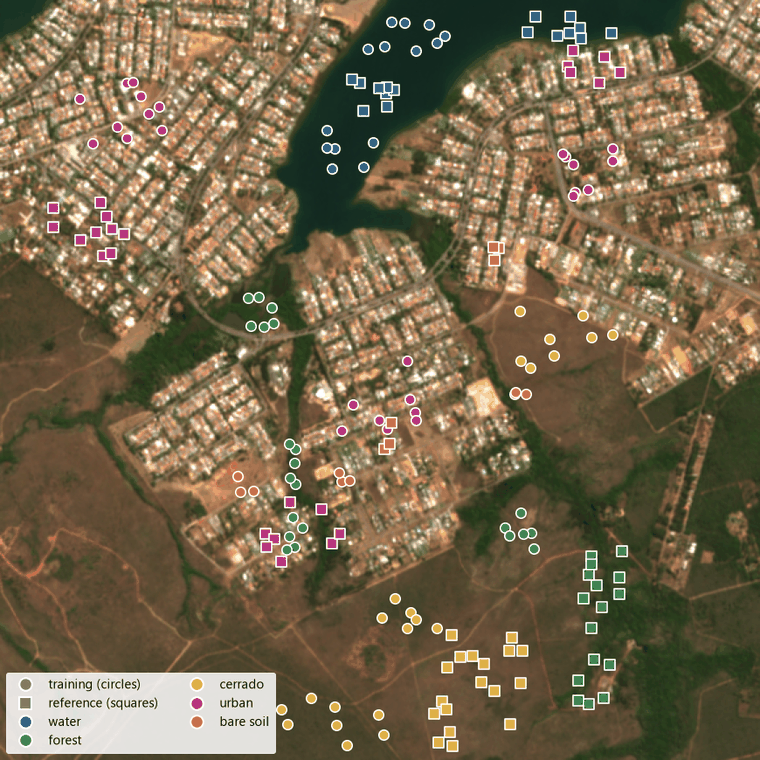 training (circles)
reference (squares)
water
forest
cerrado
urban
bare soil